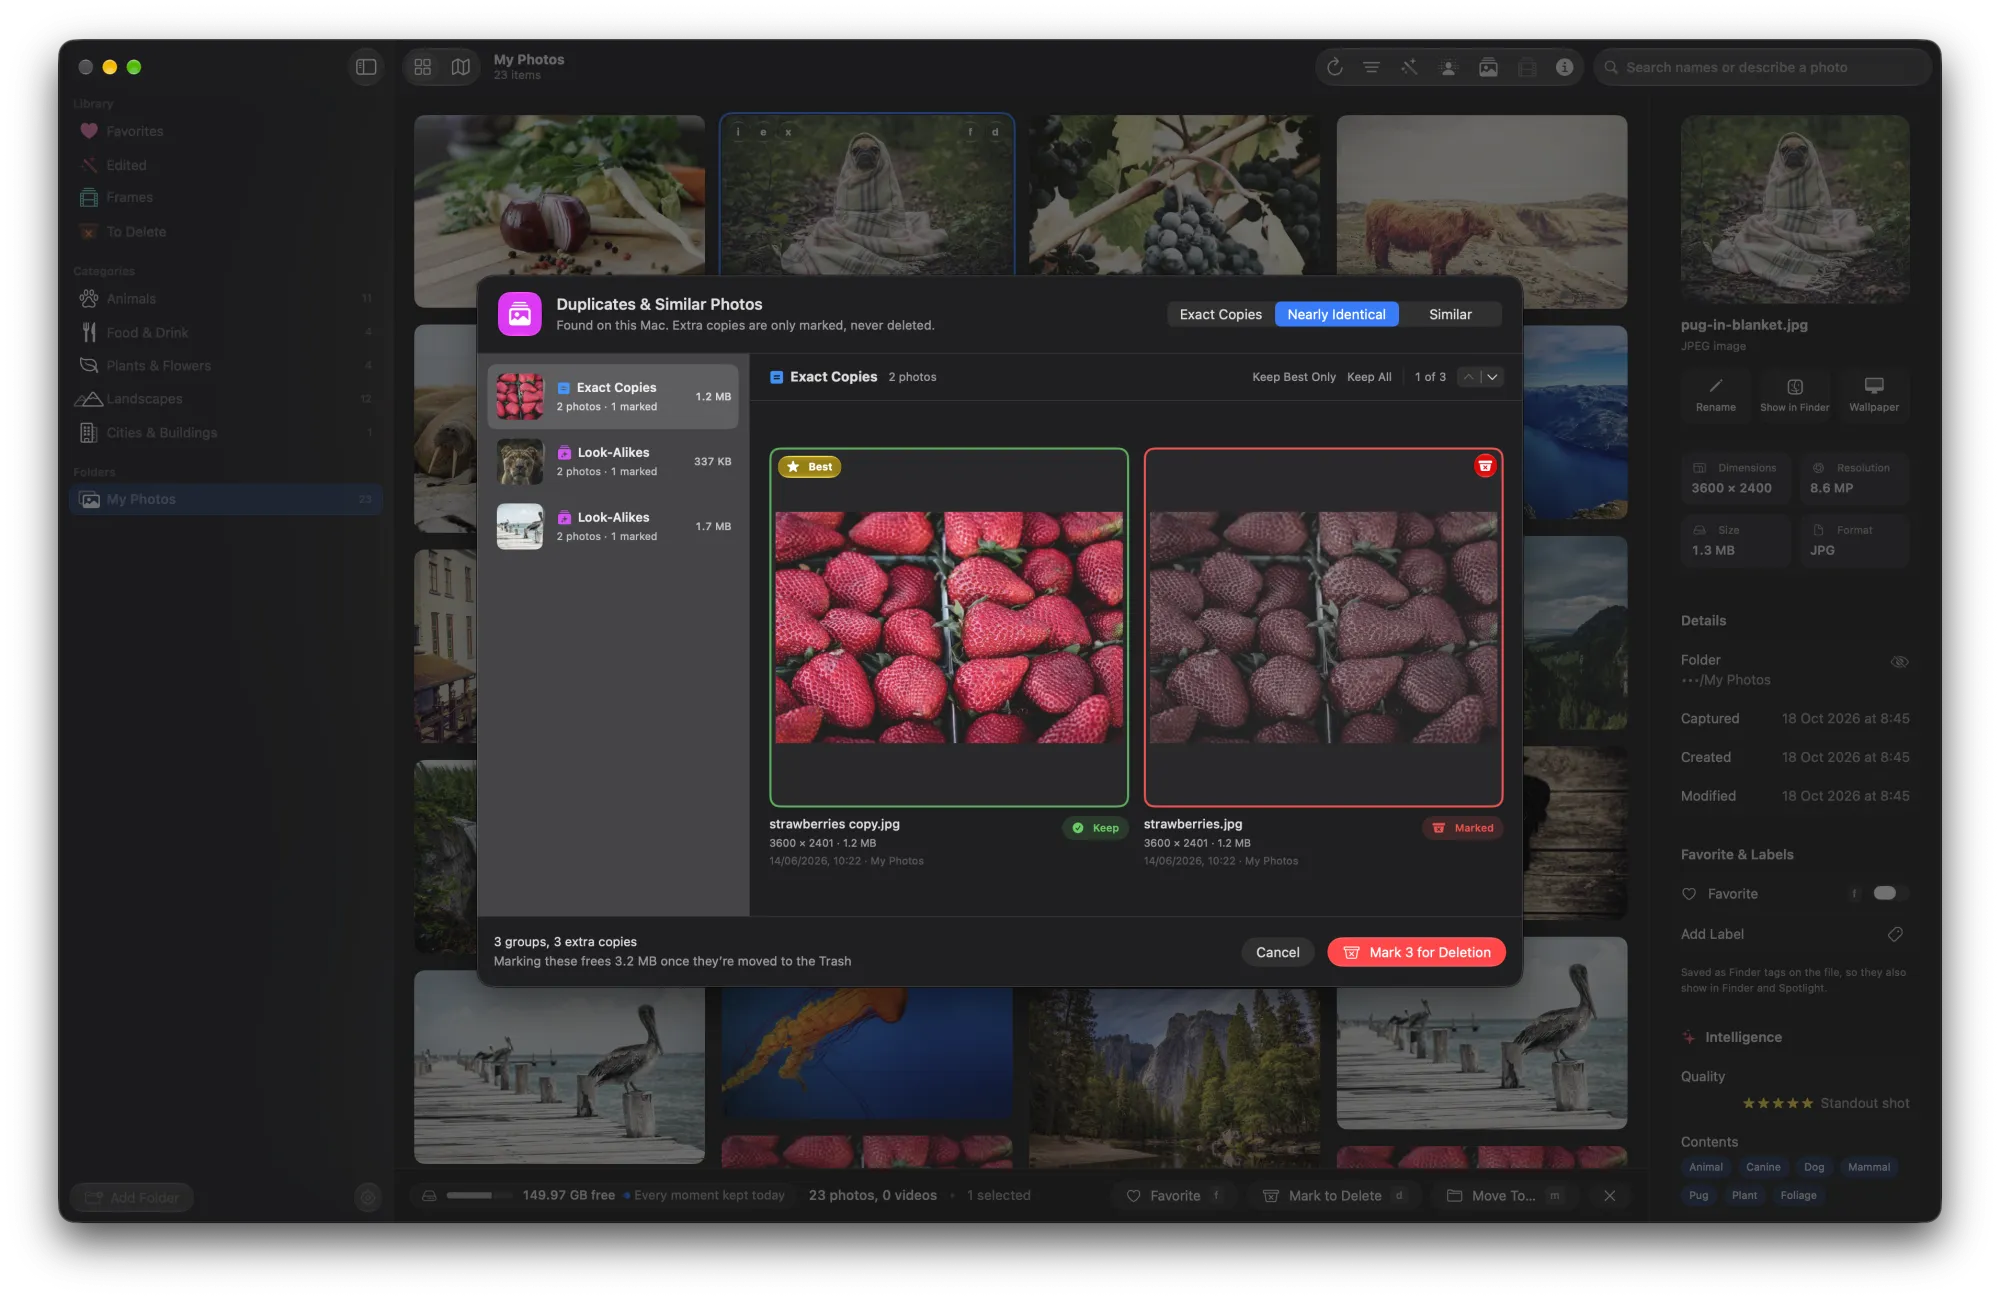 My Photos
23 items
Search names or describe a photo
Library
Favorites
Edited
Frames
To Delete
Categories
Animals 11
Food & Drink 4
Plants & Flowers 4
Landscapes 12
Cities & Buildings 1
Folders
My Photos 23
Add Folder
i e x f d
Duplicates & Similar Photos
Found on this Mac. Extra copies are only marked, never deleted.
Exact Copies Nearly Identical Similar
Exact Copies
2 photos · 1 marked
1.2 MB
Look-Alikes
2 photos · 1 marked
337 KB
Look-Alikes
2 photos · 1 marked
1.7 MB
Exact Copies 2 photos
Keep Best Only Keep All 1 of 3
Best
strawberries copy.jpg
3600 × 2401 · 1.2 MB
14/06/2026, 10:22 · My Photos
Keep
strawberries.jpg
3600 × 2401 · 1.2 MB
14/06/2026, 10:22 · My Photos
Marked
3 groups, 3 extra copies
Marking these frees 3.2 MB once they’re moved to the Trash
Cancel Mark 3 for Deletion
pug-in-blanket.jpg
JPEG image
Rename Show in Finder Wallpaper
Dimensions
3600 × 2400
Resolution
8.6 MP
Size
1.3 MB
Format
JPG
Details
Folder
•••/My Photos
Captured 18 Oct 2026 at 8:45
Created 18 Oct 2026 at 8:45
Modified 18 Oct 2026 at 8:45
Favorite & Labels
Favorite f
Add Label
Saved as Finder tags on the file, so they also
show in Finder and Spotlight.
Intelligence
Quality
★★★★★ Standout shot
Contents
Animal Canine Dog Mammal
Pug Plant Foliage
149.97 GB free • Every moment kept today 23 photos, 0 videos • 1 selected
Favorite f Mark to Delete d Move To... m